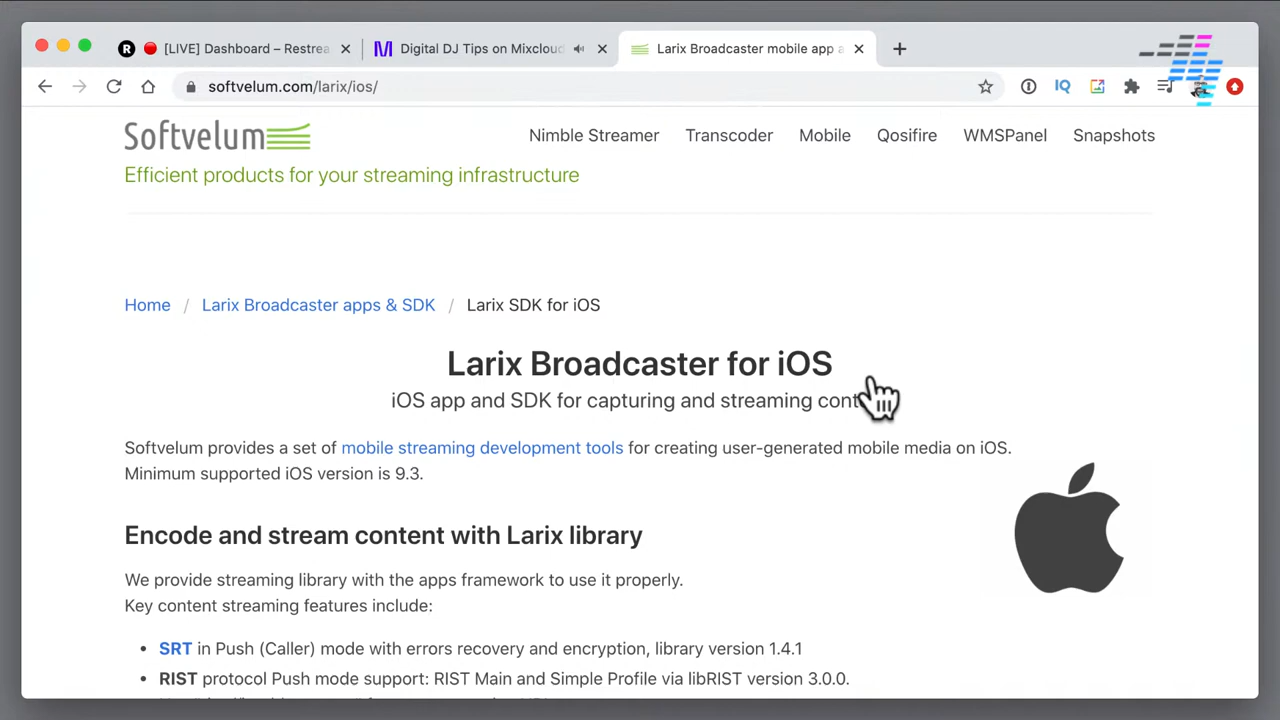 [LIVE] Dashboard – Restrea
Digital DJ Tips on Mixcloud
Larix Broadcaster mobile app a
softvelum.com/larix/ios/
IQ
Softvelum
Nimble Streamer
Transcoder
Mobile
Qosifire
WMSPanel
Snapshots
Efficient products for your streaming infrastructure
Home / Larix Broadcaster apps & SDK / Larix SDK for iOS
Larix Broadcaster for iOS
iOS app and SDK for capturing and streaming cont
Softvelum provides a set of mobile streaming development tools for creating user-generated mobile media on iOS.
Minimum supported iOS version is 9.3.
Encode and stream content with Larix library
We provide streaming library with the apps framework to use it properly.
Key content streaming features include:
• SRT in Push (Caller) mode with errors recovery and encryption, library version 1.4.1
• RIST protocol Push mode support: RIST Main and Simple Profile via libRIST version 3.0.0.